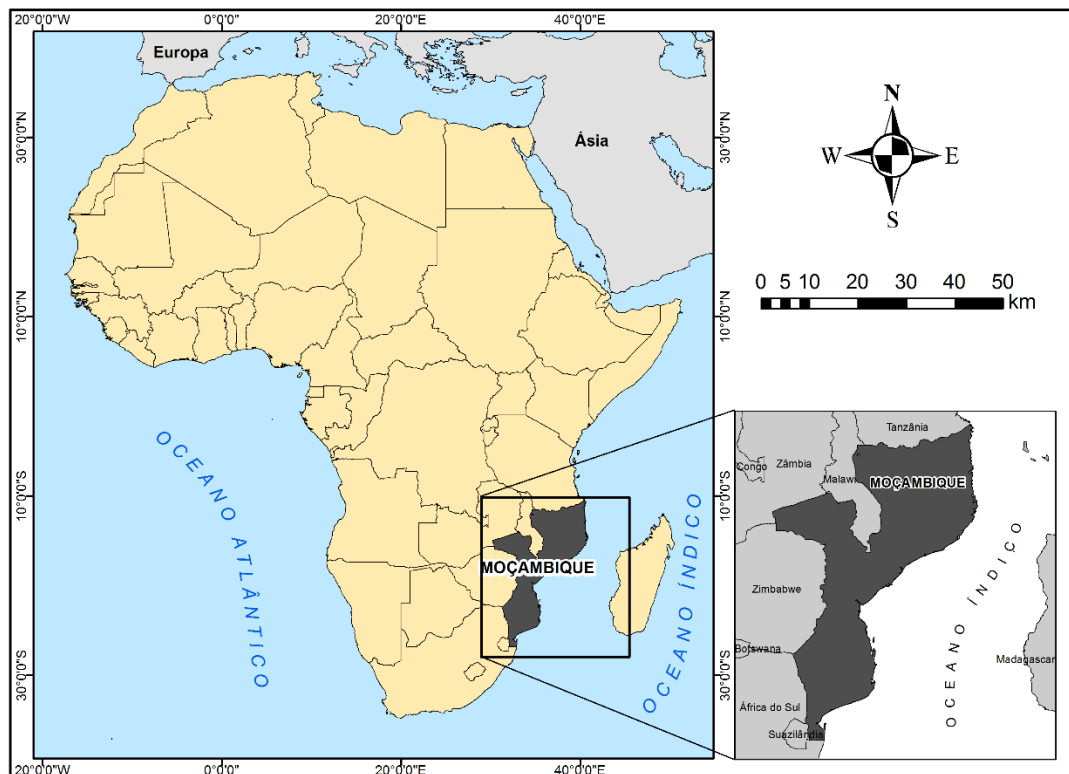 20°0'0"W 0°0'0" 20°0'0"E 40°0'0"E
Europa
Ásia
30°0'0"N
30°0'0"N
10°0'0"N
10°0'0"N
10°0'0"S
10°0'0"S
30°0'0"S
30°0'0"S
OCEANO ATLÂNTICO
MOÇAMBIQUE
OCEANO ÍNDICO
20°0'0"W 0°0'0" 20°0'0"E 40°0'0"E
N
W E
S
0 5 10 20 30 40 50
km
Tanzânia
Congo
Zâmbia
Malawi
MOÇAMBIQUE
Zimbabwe
Botswana
Madagascar
África do Sul
Suazilândia
OCEANO ÍNDICO